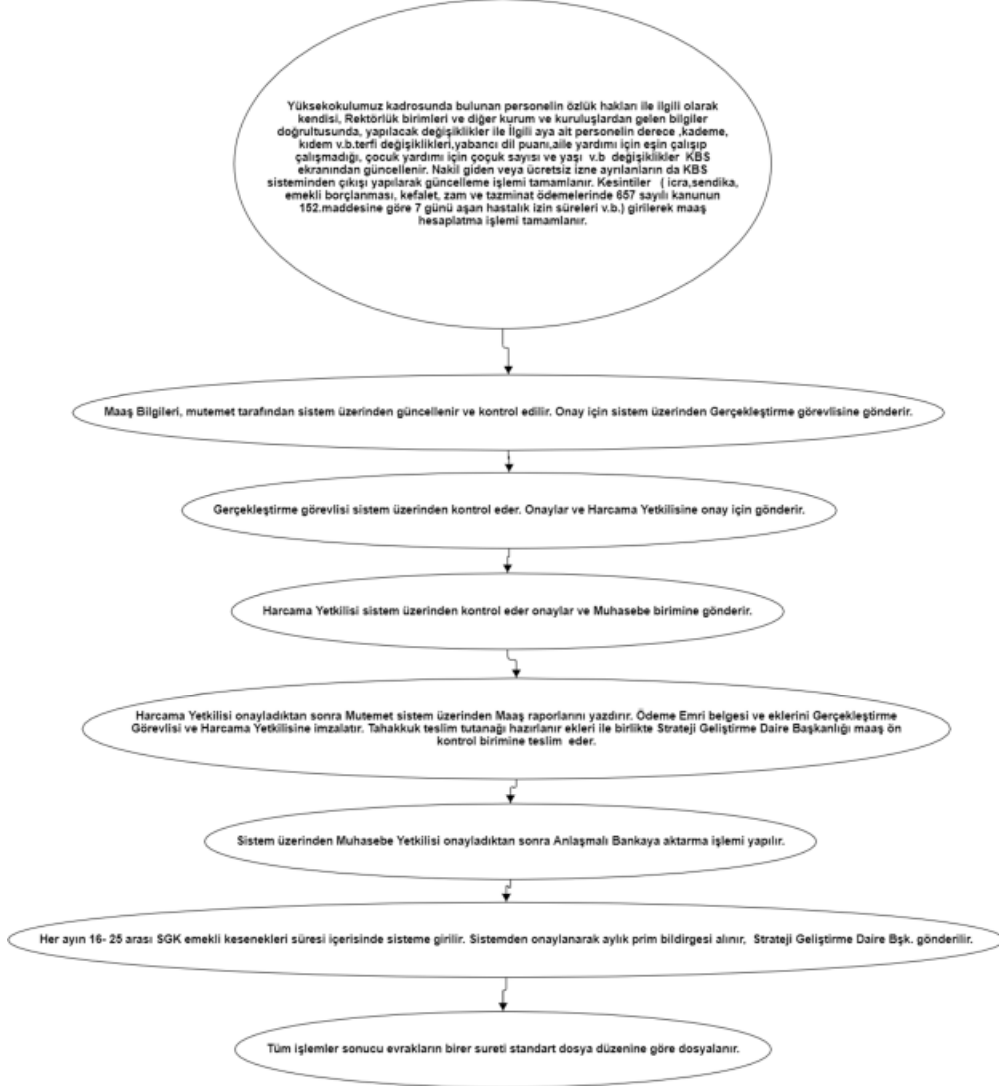 Yüksekokulumuz kadrosunda bulunan personelin özlük hakları ile ilgili olarak
kendisi, Rektörlük birimleri ve diğer kurum ve kuruluşlardan gelen bilgiler
doğrultusunda, yapılacak değişiklikler ile İlgili aya ait personelin derece ,kademe,
kıdem v.b.terfi değişiklikleri,yabancı dil puanı,aile yardımı için eşin çalışıp
çalışmadığı, çocuk yardımı için çoçuk sayısı ve yaşı v.b değişiklikler KBS
ekranından güncellenir. Nakil giden veya ücretsiz izne ayrılanların da KBS
sisteminden çıkışı yapılarak güncelleme işlemi tamamlanır. Kesintiler ( icra,sendika,
emekli borçlanması, kefalet, zam ve tazminat ödemelerinde 657 sayılı kanunun
152.maddesine göre 7 günü aşan hastalık izin süreleri v.b.) girilerek maaş
hesaplatma işlemi tamamlanır.
Maaş Bilgileri, mutemet tarafından sistem üzerinden güncellenir ve kontrol edilir. Onay için sistem üzerinden Gerçekleştirme görevlisine gönderir.
Gerçekleştirme görevlisi sistem üzerinden kontrol eder. Onaylar ve Harcama Yetkilisine onay için gönderir.
Harcama Yetkilisi sistem üzerinden kontrol eder onaylar ve Muhasebe birimine gönderir.
Harcama Yetkilisi onayladıktan sonra Mutemet sistem üzerinden Maaş raporlarını yazdırır. Ödeme Emri belgesi ve eklerini Gerçekleştirme
Görevlisi ve Harcama Yetkilisine imzalatır. Tahakkuk teslim tutanağı hazırlanır ekleri ile birlikte Strateji Geliştirme Daire Başkanlığı maaş ön
kontrol birimine teslim eder.
Sistem üzerinden Muhasebe Yetkilisi onayladıktan sonra Anlaşmalı Bankaya aktarma işlemi yapılır.
Her ayın 16- 25 arası SGK emekli kesenekleri süresi içerisinde sisteme girilir. Sistemden onaylanarak aylık prim bildirgesi alınır, Strateji Geliştirme Daire Bşk. gönderilir.
Tüm işlemler sonucu evrakların birer sureti standart dosya düzenine göre dosyalanır.